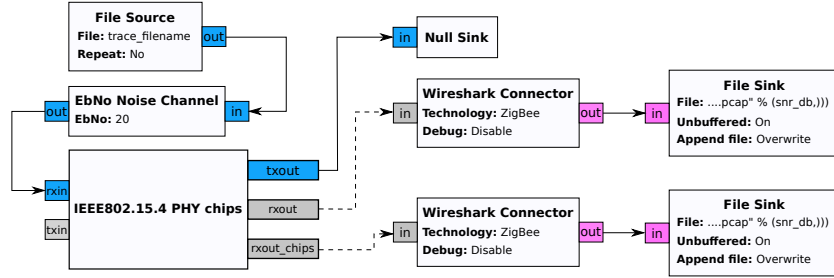 File Source
File: trace_filename
Repeat: No
out
in
Null Sink
out
EbNo Noise Channel
EbNo: 20
in
in
Wireshark Connector
Technology: ZigBee
Debug: Disable
out
in
File Sink
File: ....pcap" % (snr_db,)))
Unbuffered: On
Append file: Overwrite
rxin
txin
IEEE802.15.4 PHY chips
txout
rxout
rxout_chips
in
Wireshark Connector
Technology: ZigBee
Debug: Disable
out
in
File Sink
File: ....pcap" % (snr_db,)))
Unbuffered: On
Append file: Overwrite